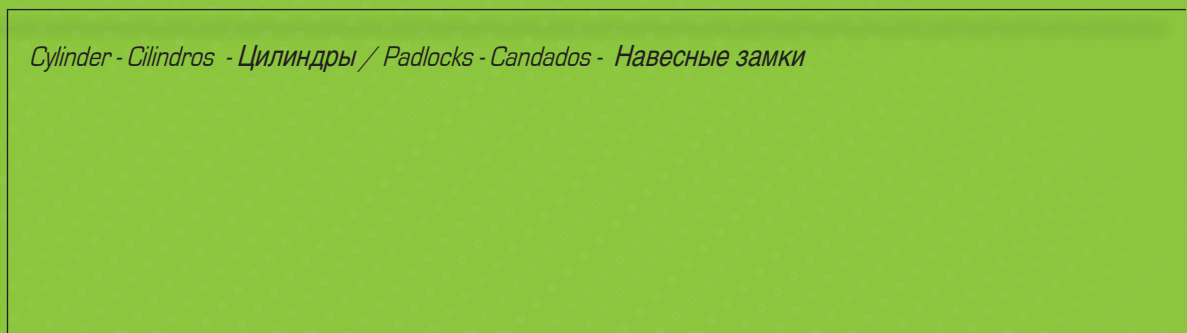 Cylinder - Cilindros - Цилиндры / Padlocks - Candados - Навесные замки